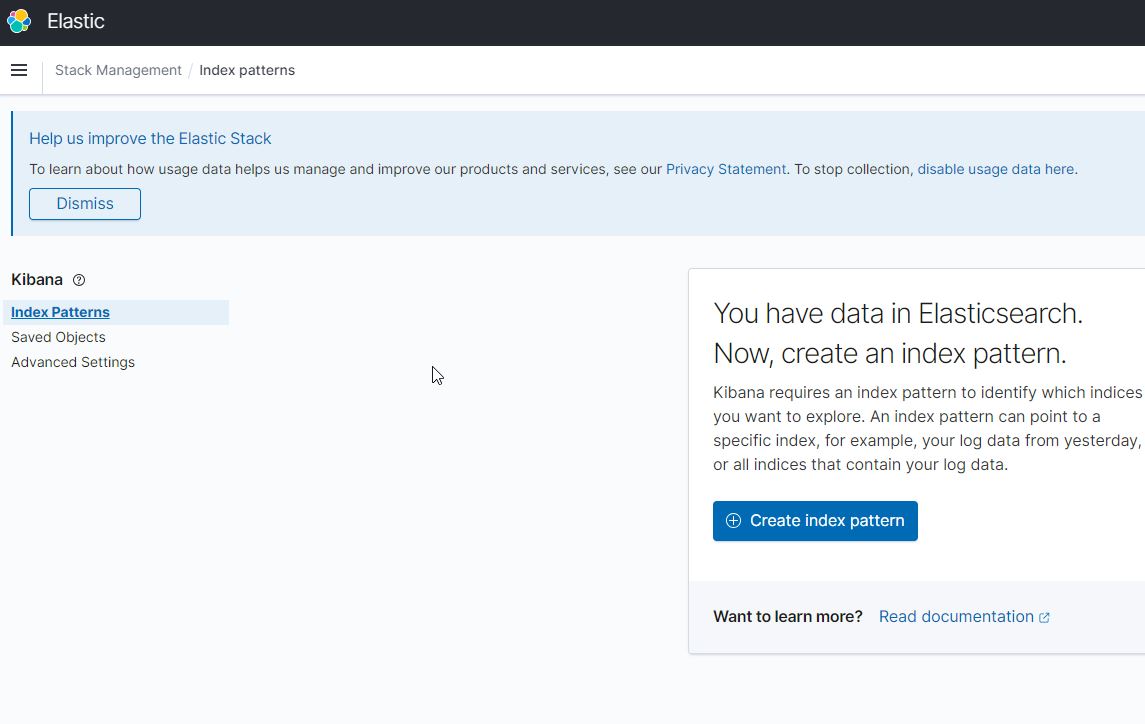 Elastic
Stack Management / Index patterns
Help us improve the Elastic Stack
To learn about how usage data helps us manage and improve our products and services, see our Privacy Statement. To stop collection, disable usage data here.
Dismiss
Kibana
Index Patterns
Saved Objects
Advanced Settings
You have data in Elasticsearch.
Now, create an index pattern.
Kibana requires an index pattern to identify which indices
you want to explore. An index pattern can point to a
specific index, for example, your log data from yesterday,
or all indices that contain your log data.
Create index pattern
Want to learn more? Read documentation